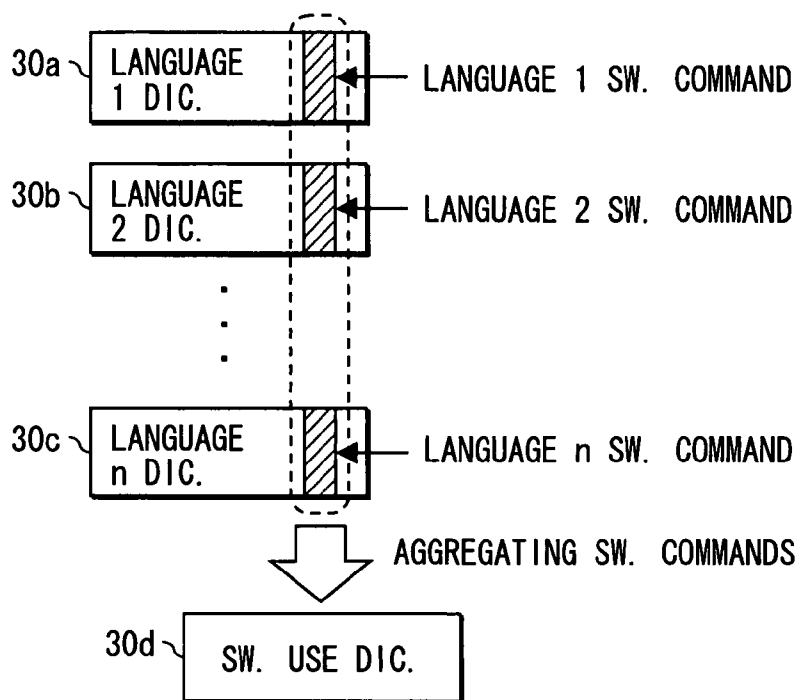 30a
LANGUAGE
1 DIC.
LANGUAGE 1 SW. COMMAND
30b
LANGUAGE
2 DIC.
LANGUAGE 2 SW. COMMAND
30c
LANGUAGE
n DIC.
LANGUAGE n SW. COMMAND
AGGREGATING SW. COMMANDS
30d
SW. USE DIC.